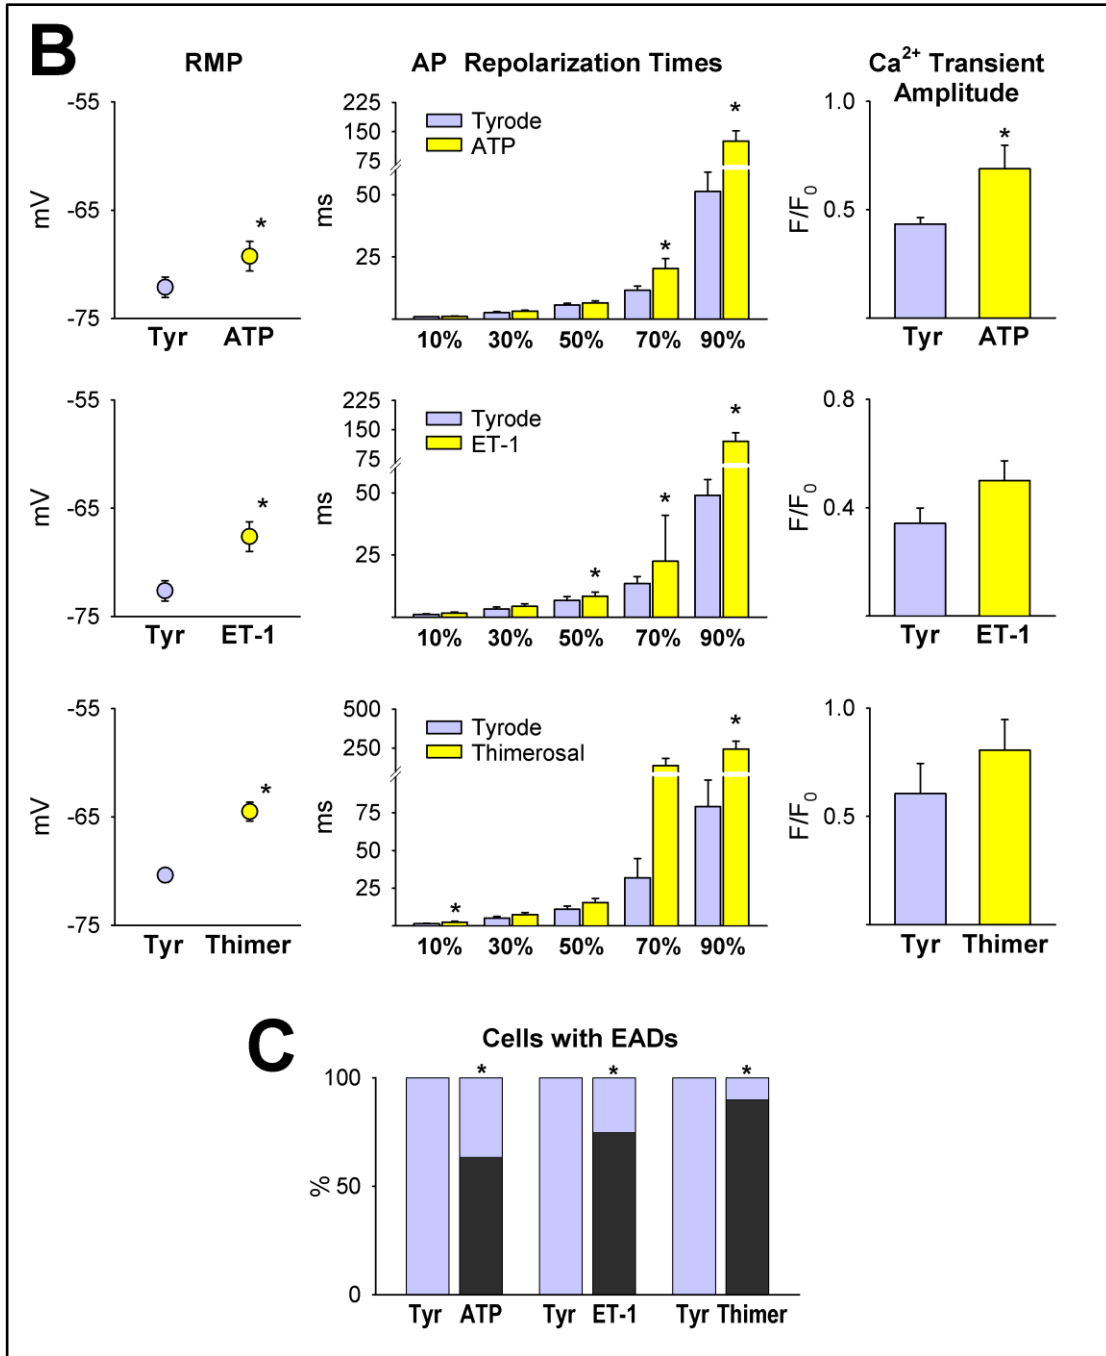 B
RMP
AP Repolarization Times
Ca²⁺ Transient
Amplitude
-55
-65
-75
mV
*
Tyr ATP
225
150
75
50
25
ms
Tyrode
ATP
* *
10% 30% 50% 70% 90%
1.0
0.5
F/F₀
*
Tyr ATP
-55
-65
-75
mV
*
Tyr ET-1
225
150
75
50
25
ms
Tyrode
ET-1
* * *
10% 30% 50% 70% 90%
0.8
0.4
F/F₀
Tyr ET-1
-55
-65
-75
mV
*
Tyr Thimer
500
250
75
50
25
ms
Tyrode
Thimerosal
* *
10% 30% 50% 70% 90%
1.0
0.5
F/F₀
Tyr Thimer
C
Cells with EADs
100
50
0
%
* * *
Tyr ATP Tyr ET-1 Tyr Thimer